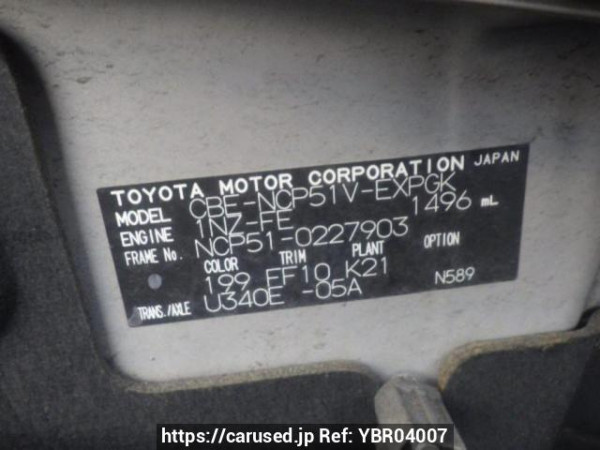 TOYOTA MOTOR CORPORATION JAPAN
MODEL CBE-NCP51V-EXPGK
ENGINE 1NZ-FE 1496 mL
FRAME No. NCP51-0227903
COLOR TRIM PLANT OPTION
199 FF10 K21 N589
TRANS./AXLE U340E -05A
https://carused.jp Ref: YBR04007